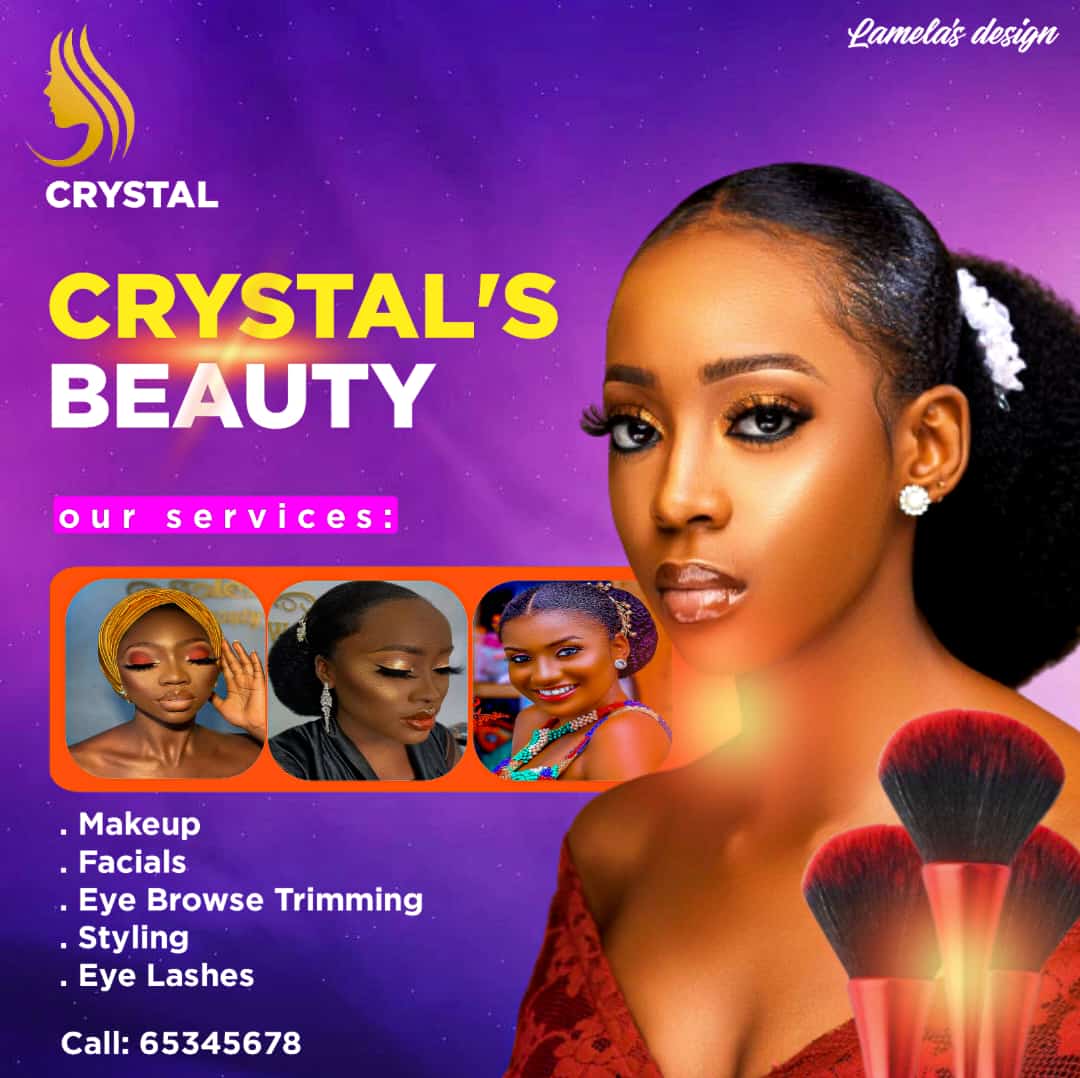 Lamela's design
CRYSTAL
CRYSTAL'S
BEAUTY
our services:
. Makeup
. Facials
. Eye Browse Trimming
. Styling
. Eye Lashes
Call: 65345678